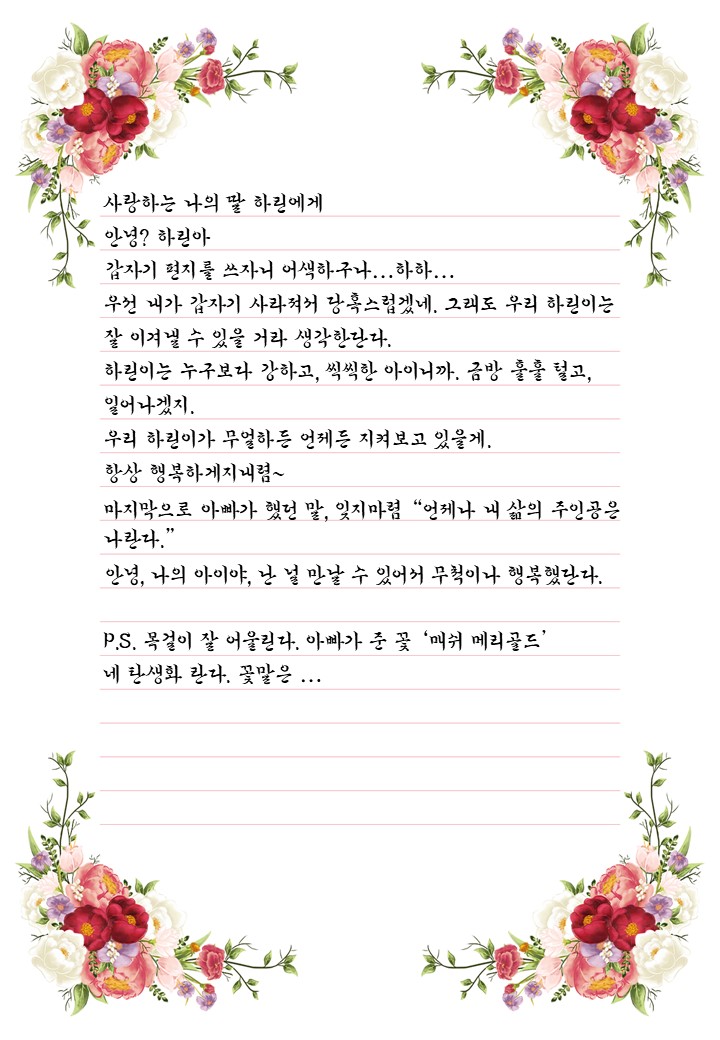 사랑하는 나의 딸 하린에게
안녕? 하린아
갑자기 편지를 쓰자니 어색하구나...하하...
우선 내가 갑자기 사라져서 당혹스럽겠네. 그래도 우리 하린이는
잘 이겨낼 수 있을 거라 생각한단다.
하린이는 누구보다 강하고, 씩씩한 아이니까. 금방 훌훌 털고,
일어나겠지.
우리 하린이가 무얼하든 언제든 지켜보고 있을게.
항상 행복하게지내렴~
마지막으로 아빠가 했던 말, 잊지마렴 “언제나 내 삶의 주인공은
나란다.”
안녕, 나의 아이야, 난 널 만날 수 있어서 무척이나 행복했단다.
P.S. 목걸이 잘 어울린다. 아빠가 준 꽃 ‘매쉬 메리골드’
네 탄생화 란다. 꽃말은 ...